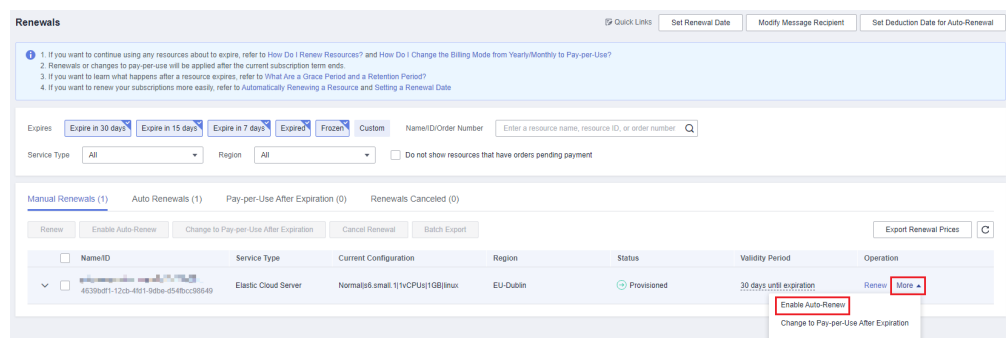 Renewals
Quick Links
Set Renewal Date
Modify Message Recipient
Set Deduction Date for Auto-Renewal
1. If you want to continue using any resources about to expire, refer to How Do I Renew Resources? and How Do I Change the Billing Mode from Yearly/Monthly to Pay-per-Use?
2. Renewals or changes to pay-per-use will be applied after the current subscription term ends.
3. If you want to learn what happens after a resource expires, refer to What Are a Grace Period and a Retention Period?
4. If you want to renew your subscriptions more easily, refer to Automatically Renewing a Resource and Setting a Renewal Date
Expires
Expire in 30 days
Expire in 15 days
Expire in 7 days
Expired
Frozen
Custom
Name/ID/Order Number
Enter a resource name, resource ID, or order number
Service Type
All
Region
All
Do not show resources that have orders pending payment
Manual Renewals (1)
Auto Renewals (1)
Pay-per-Use After Expiration (0)
Renewals Canceled (0)
Renew
Enable Auto-Renew
Change to Pay-per-Use After Expiration
Cancel Renewal
Batch Export
Export Renewal Prices
Name/ID
Service Type
Current Configuration
Region
Status
Validity Period
Operation
4639bdf1-12cb-4fd1-9dbe-d54fbcc98649
Elastic Cloud Server
Normal|s6.small.1|1vCPUs|1GB|linux
EU-Dublin
Provisioned
30 days until expiration
Renew
More
Enable Auto-Renew
Change to Pay-per-Use After Expiration